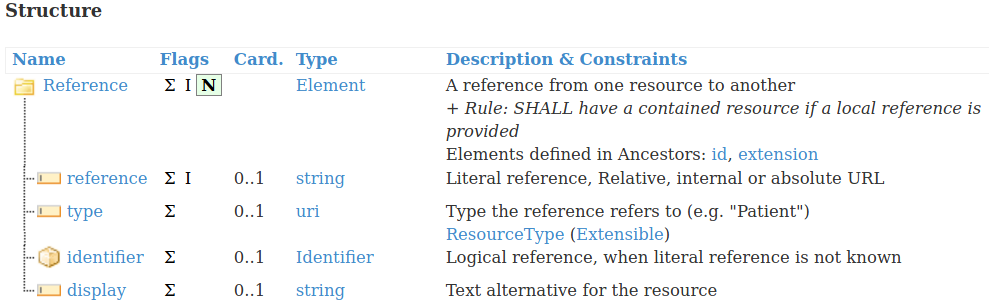 Structure
Name Flags Card. Type Description & Constraints
Reference Σ I N Element A reference from one resource to another
+ Rule: SHALL have a contained resource if a local reference is
provided
Elements defined in Ancestors: id, extension
reference Σ I 0..1 string Literal reference, Relative, internal or absolute URL
type Σ 0..1 uri Type the reference refers to (e.g. "Patient")
ResourceType (Extensible)
identifier Σ 0..1 Identifier Logical reference, when literal reference is not known
display Σ 0..1 string Text alternative for the resource